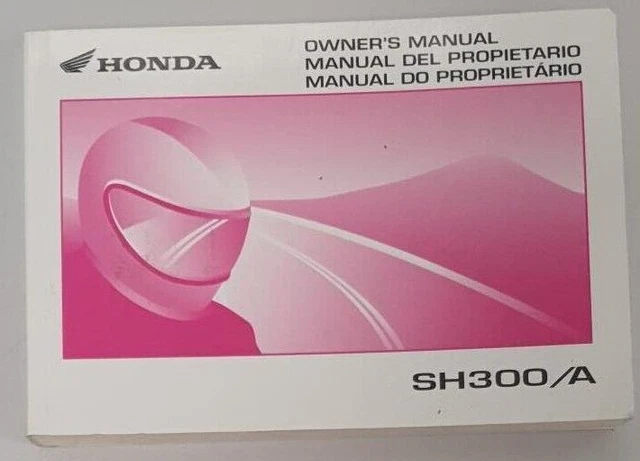 HONDA
OWNER'S MANUAL
MANUAL DEL PROPIETARIO
MANUAL DO PROPRIETÁRIO
SH300/A